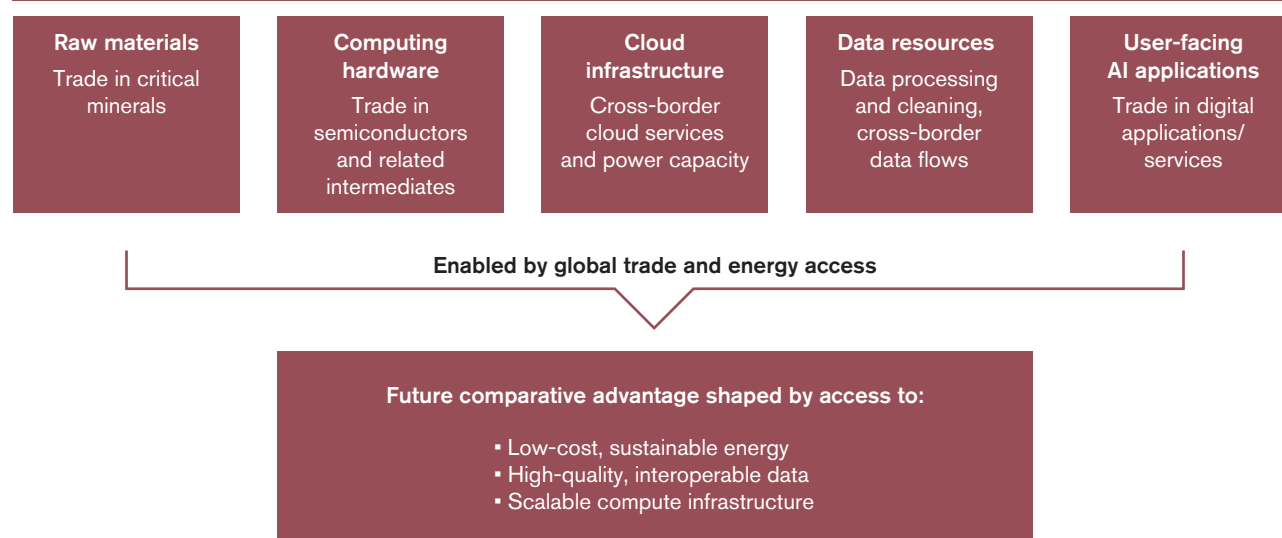 Raw materials
Trade in critical
minerals
Computing
hardware
Trade in
semiconductors
and related
intermediates
Cloud
infrastructure
Cross-border
cloud services
and power capacity
Data resources
Data processing
and cleaning,
cross-border
data flows
User-facing
AI applications
Trade in digital
applications/
services
Enabled by global trade and energy access
Future comparative advantage shaped by access to:
▪ Low-cost, sustainable energy
▪ High-quality, interoperable data
▪ Scalable compute infrastructure